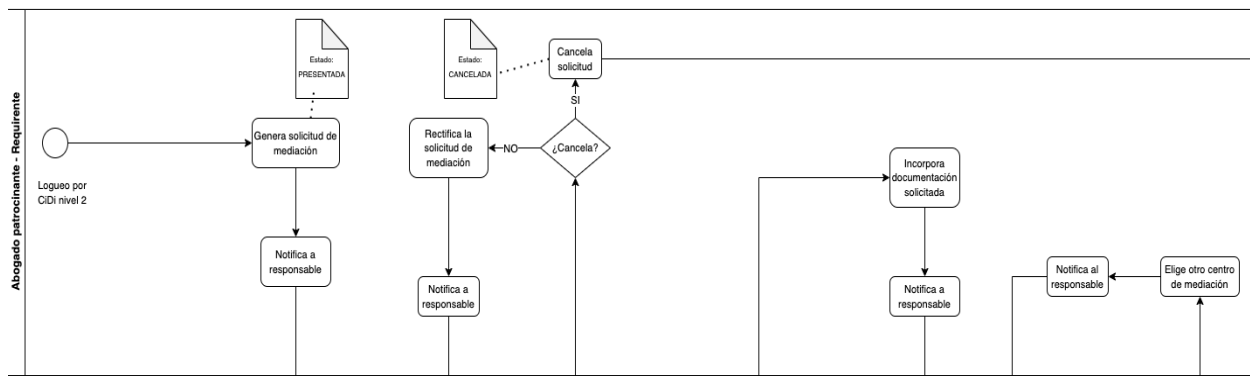 Abogado patrocinante - Requirente
Logueo por
CiDi nivel 2
Estado:
PRESENTADA
Genera solicitud de
mediación
Notifica a
responsable
Estado:
CANCELADA
Cancela
solicitud
SI
¿Cancela?
NO
Rectifica la
solicitud de
mediación
Notifica a
responsable
Incorpora
documentación
solicitada
Notifica a
responsable
Notifica al
responsable
Elige otro centro
de mediación